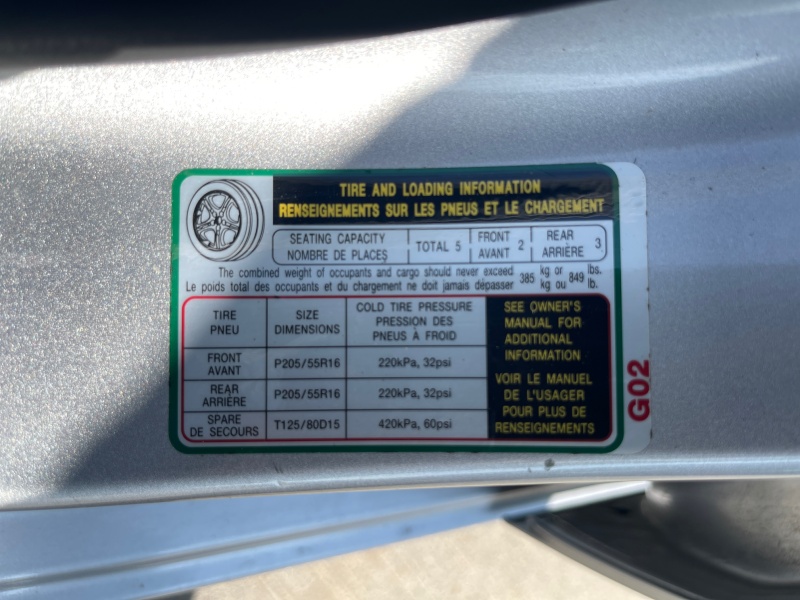 TIRE AND LOADING INFORMATION
RENSEIGNEMENTS SUR LES PNEUS ET LE CHARGEMENT
SEATING CAPACITY
NOMBRE DE PLACES
TOTAL 5
FRONT
AVANT 2
REAR
ARRIÈRE 3
The combined weight of occupants and cargo should never exceed 385 kg or 849 lbs.
Le poids total des occupants et du chargement ne doit jamais dépasser kg ou lb.
TIRE
PNEU
SIZE
DIMENSIONS
COLD TIRE PRESSURE
PRESSION DES
PNEUS À FROID
FRONT
AVANT
P205/55R16
220kPa, 32psi
REAR
ARRIÈRE
P205/55R16
220kPa, 32psi
SPARE
DE SECOURS
T125/80D15
420kPa, 60psi
SEE OWNER'S
MANUAL FOR
ADDITIONAL
INFORMATION
VOIR LE MANUEL
DE L'USAGER
POUR PLUS DE
RENSEIGNEMENTS
G02